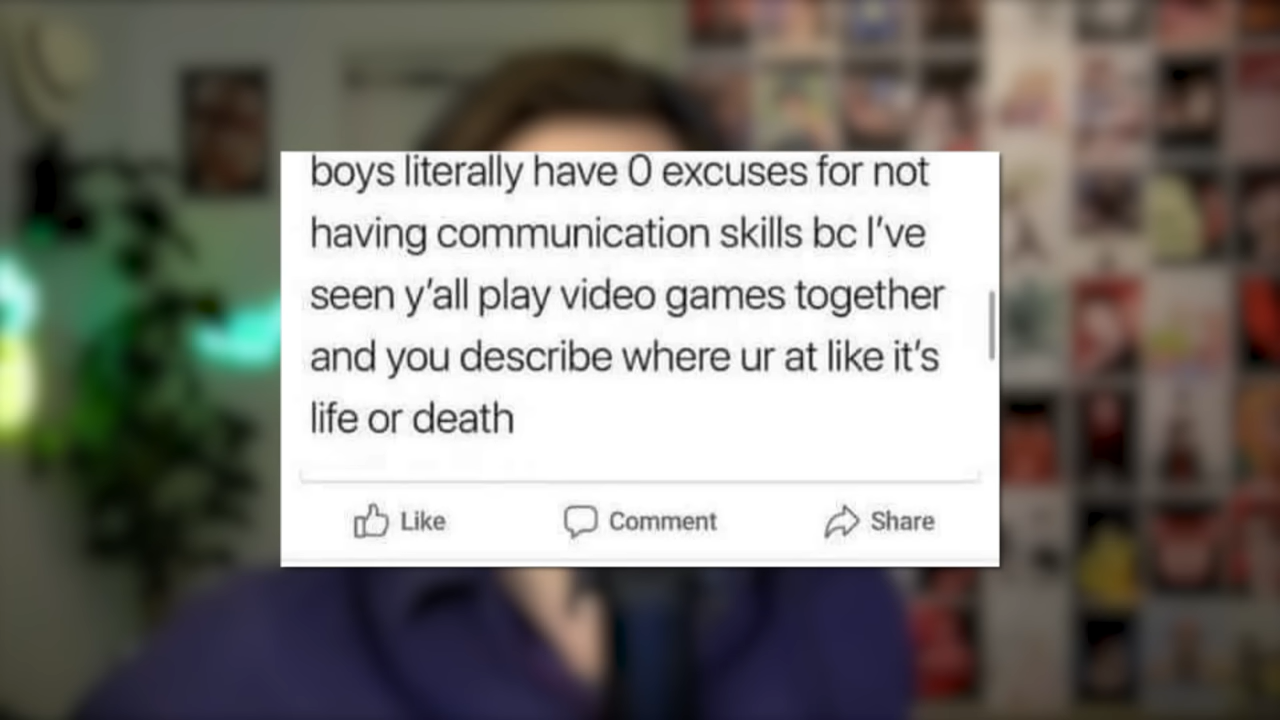 boys literally have 0 excuses for not
having communication skills bc I've
seen y'all play video games together
and you describe where ur at like it's
life or death
Like Comment Share